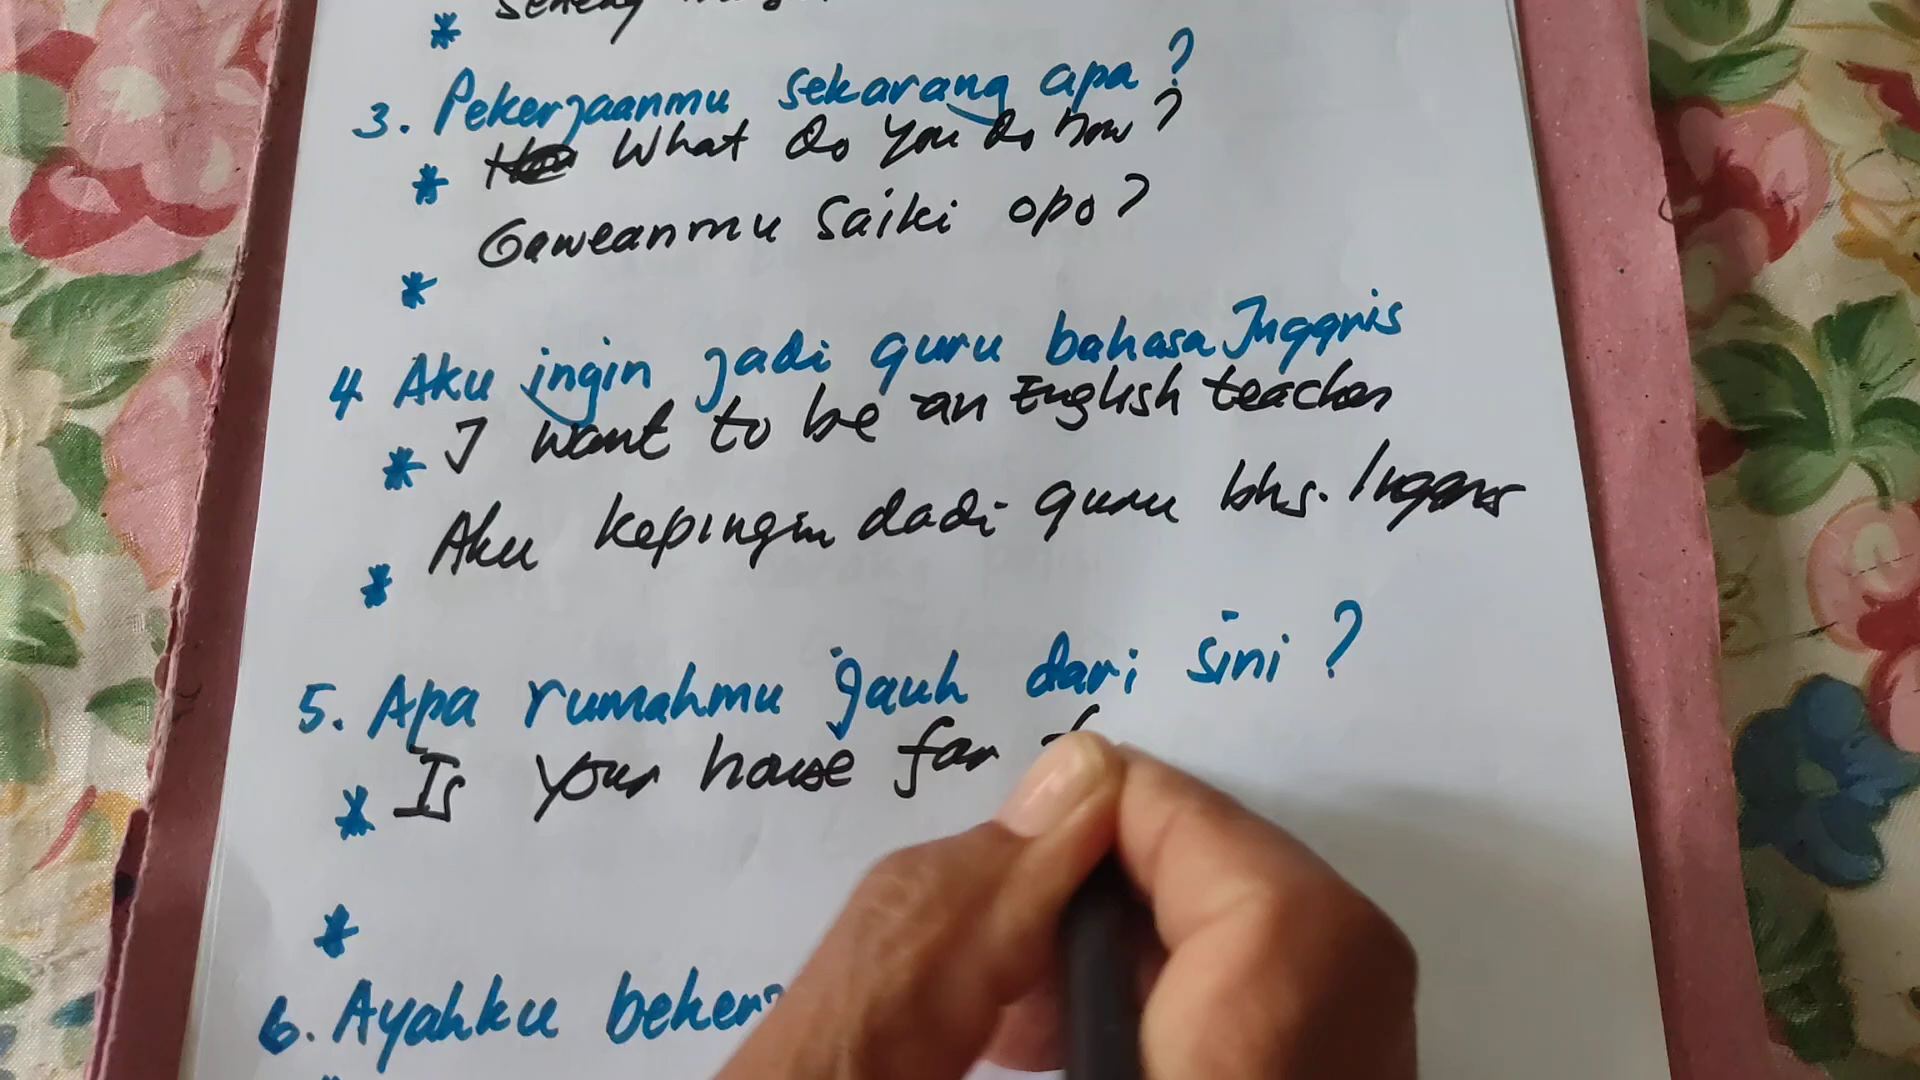 *
3. Pekerjaanmu sekarang apa?
* What do you do now?
Gaweanmu saiki opo?
*
4 Aku ingin jadi guru bahasa Inggris
* I want to be an English teacher
Aku kepingin dadi guru bhs. Inggris
*
5. Apa rumahmu jauh dari sini?
* Is your house far
*
6. Ayahku